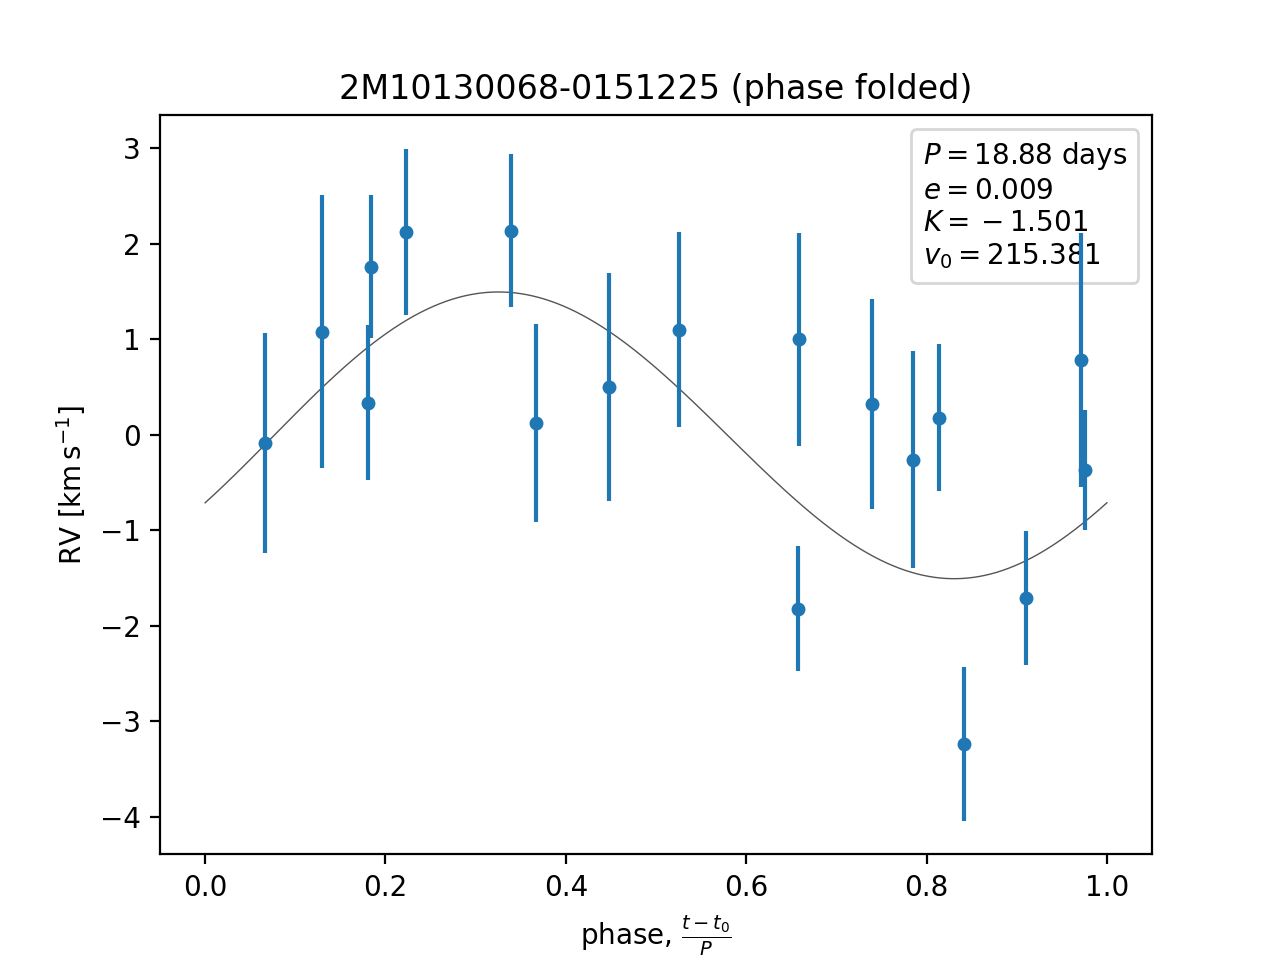 2M10130068-0151225 (phase folded)
P = 18.88 days
e = 0.009
K = −1.501
v₀ = 215.381
3
2
1
0
−1
−2
−3
−4
RV [km s⁻¹]
0.0 0.2 0.4 0.6 0.8 1.0
phase, (t − t₀)/P